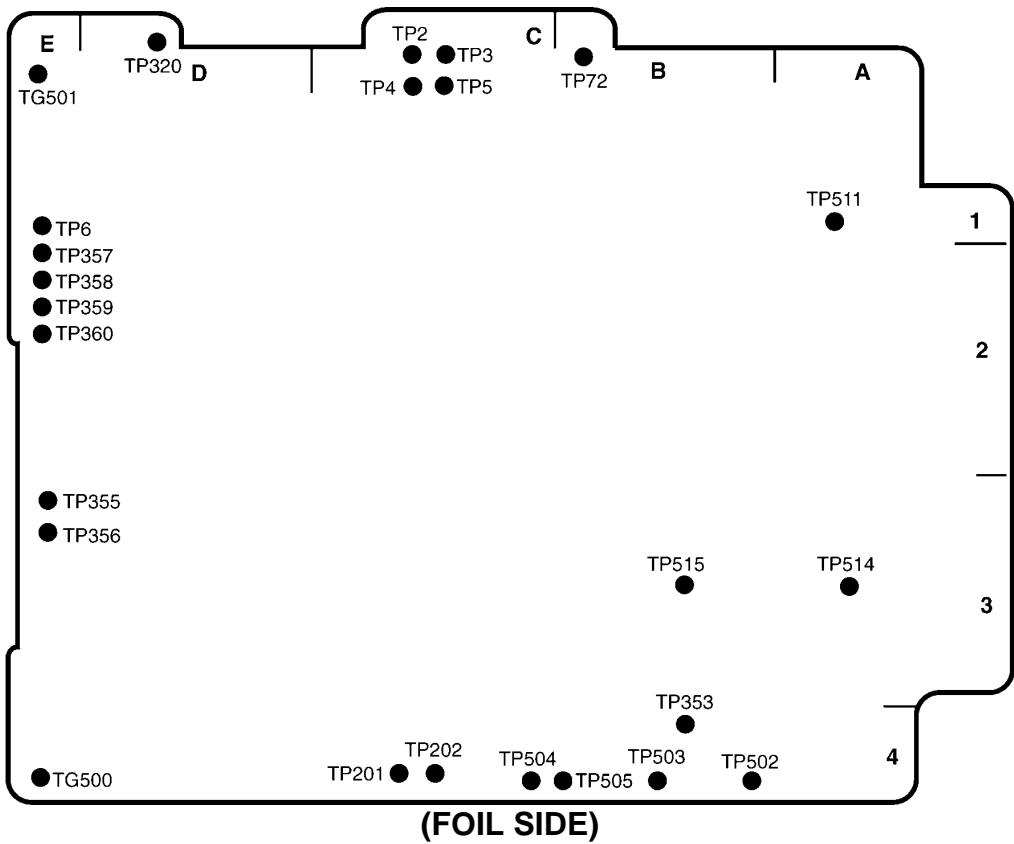 E
TP320
D
TG501
TP2
TP3
TP4
TP5
C
TP72
B
A
TP511
1
TP6
TP357
TP358
TP359
TP360
2
TP355
TP356
TP515
TP514
3
TP353
4
TG500
TP201
TP202
TP504
TP505
TP503
TP502
(FOIL SIDE)